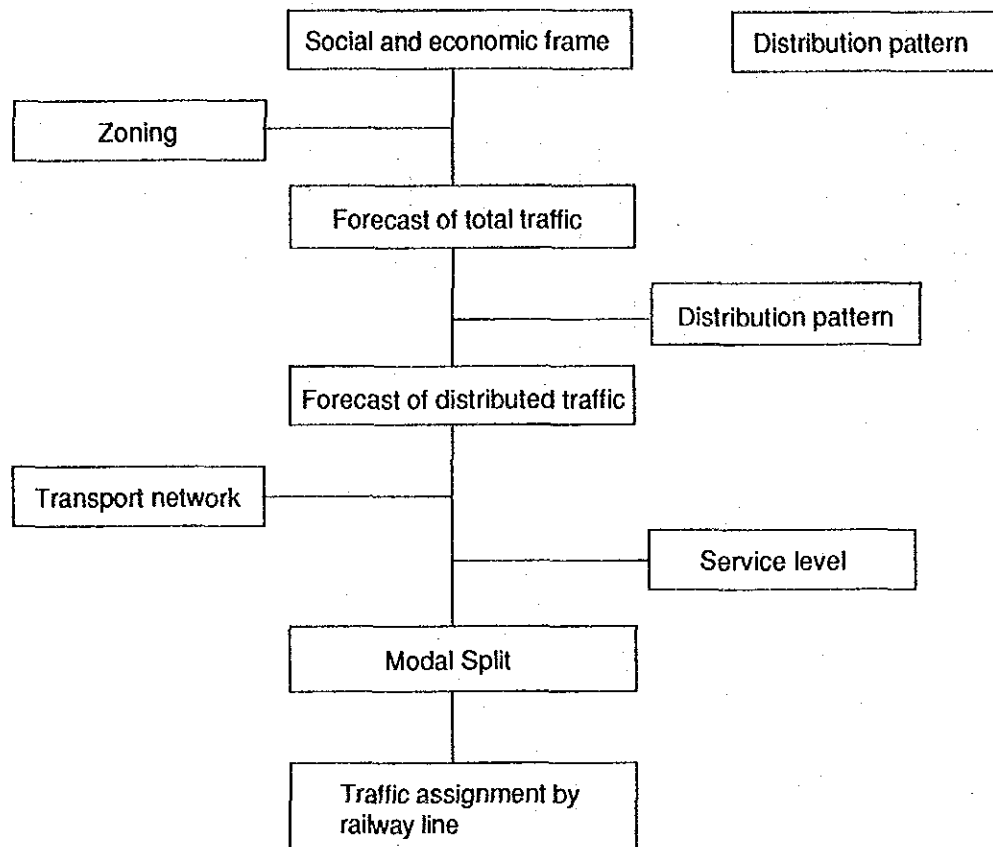 Social and economic frame
Distribution pattern
Zoning
Forecast of total traffic
Distribution pattern
Forecast of distributed traffic
Transport network
Service level
Modal Split
Traffic assignment by
railway line